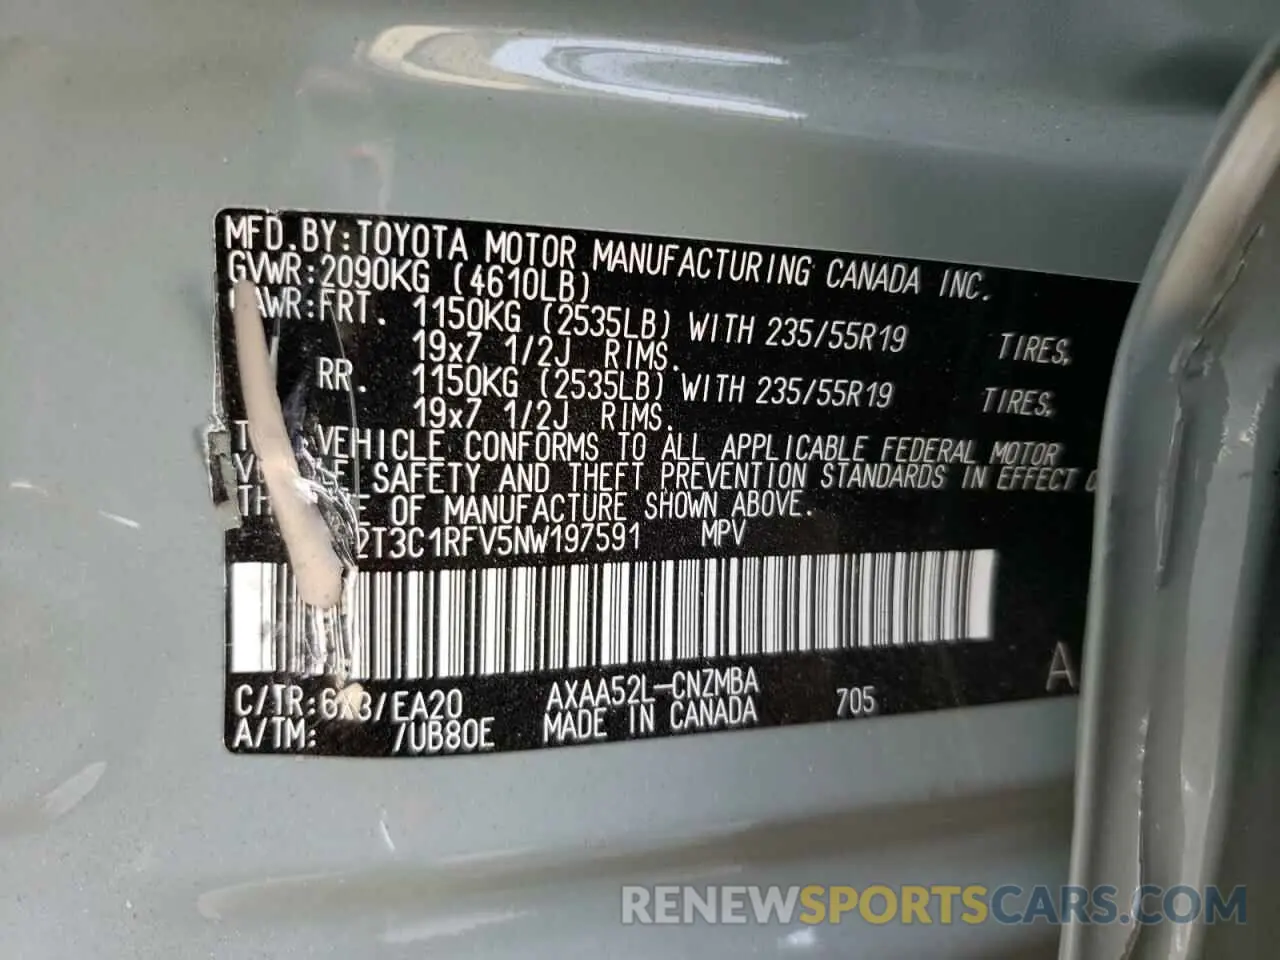 MFD.BY:TOYOTA MOTOR MANUFACTURING CANADA INC.
GVWR:2090KG (4610LB)
GAWR:FRT. 1150KG (2535LB) WITH 235/55R19 TIRES,
19x7 1/2J RIMS.
RR. 1150KG (2535LB) WITH 235/55R19 TIRES,
19x7 1/2J RIMS.
VEHICLE CONFORMS TO ALL APPLICABLE FEDERAL MOTOR
SAFETY AND THEFT PREVENTION STANDARDS IN EFFECT
OF MANUFACTURE SHOWN ABOVE.
2T3C1RFV5NW197591 MPV
C/TR:6X3/EA20 AXAA52L-CNZMBA 705 A
A/TM: /UB80E MADE IN CANADA
RENEWSPORTSCARS.COM